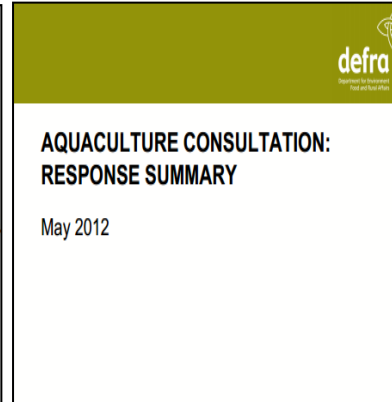 defra
Department for Environment
Food and Rural Affairs
AQUACULTURE CONSULTATION:
RESPONSE SUMMARY
May 2012